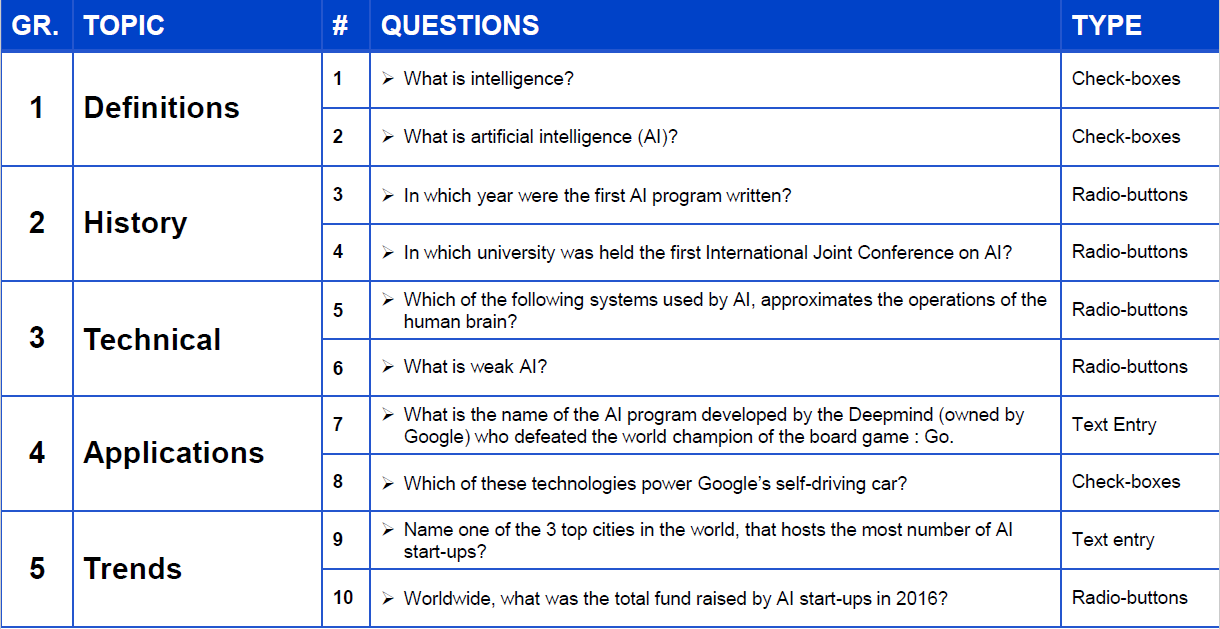 GR. TOPIC # QUESTIONS TYPE
1 Definitions
1 ➢ What is intelligence? Check-boxes
2 ➢ What is artificial intelligence (AI)? Check-boxes
2 History
3 ➢ In which year were the first AI program written? Radio-buttons
4 ➢ In which university was held the first International Joint Conference on AI? Radio-buttons
3 Technical
5 ➢ Which of the following systems used by AI, approximates the operations of the
human brain? Radio-buttons
6 ➢ What is weak AI? Radio-buttons
4 Applications
7 ➢ What is the name of the AI program developed by the Deepmind (owned by
Google) who defeated the world champion of the board game : Go. Text Entry
8 ➢ Which of these technologies power Google’s self-driving car? Check-boxes
5 Trends
9 ➢ Name one of the 3 top cities in the world, that hosts the most number of AI
start-ups? Text entry
10 ➢ Worldwide, what was the total fund raised by AI start-ups in 2016? Radio-buttons